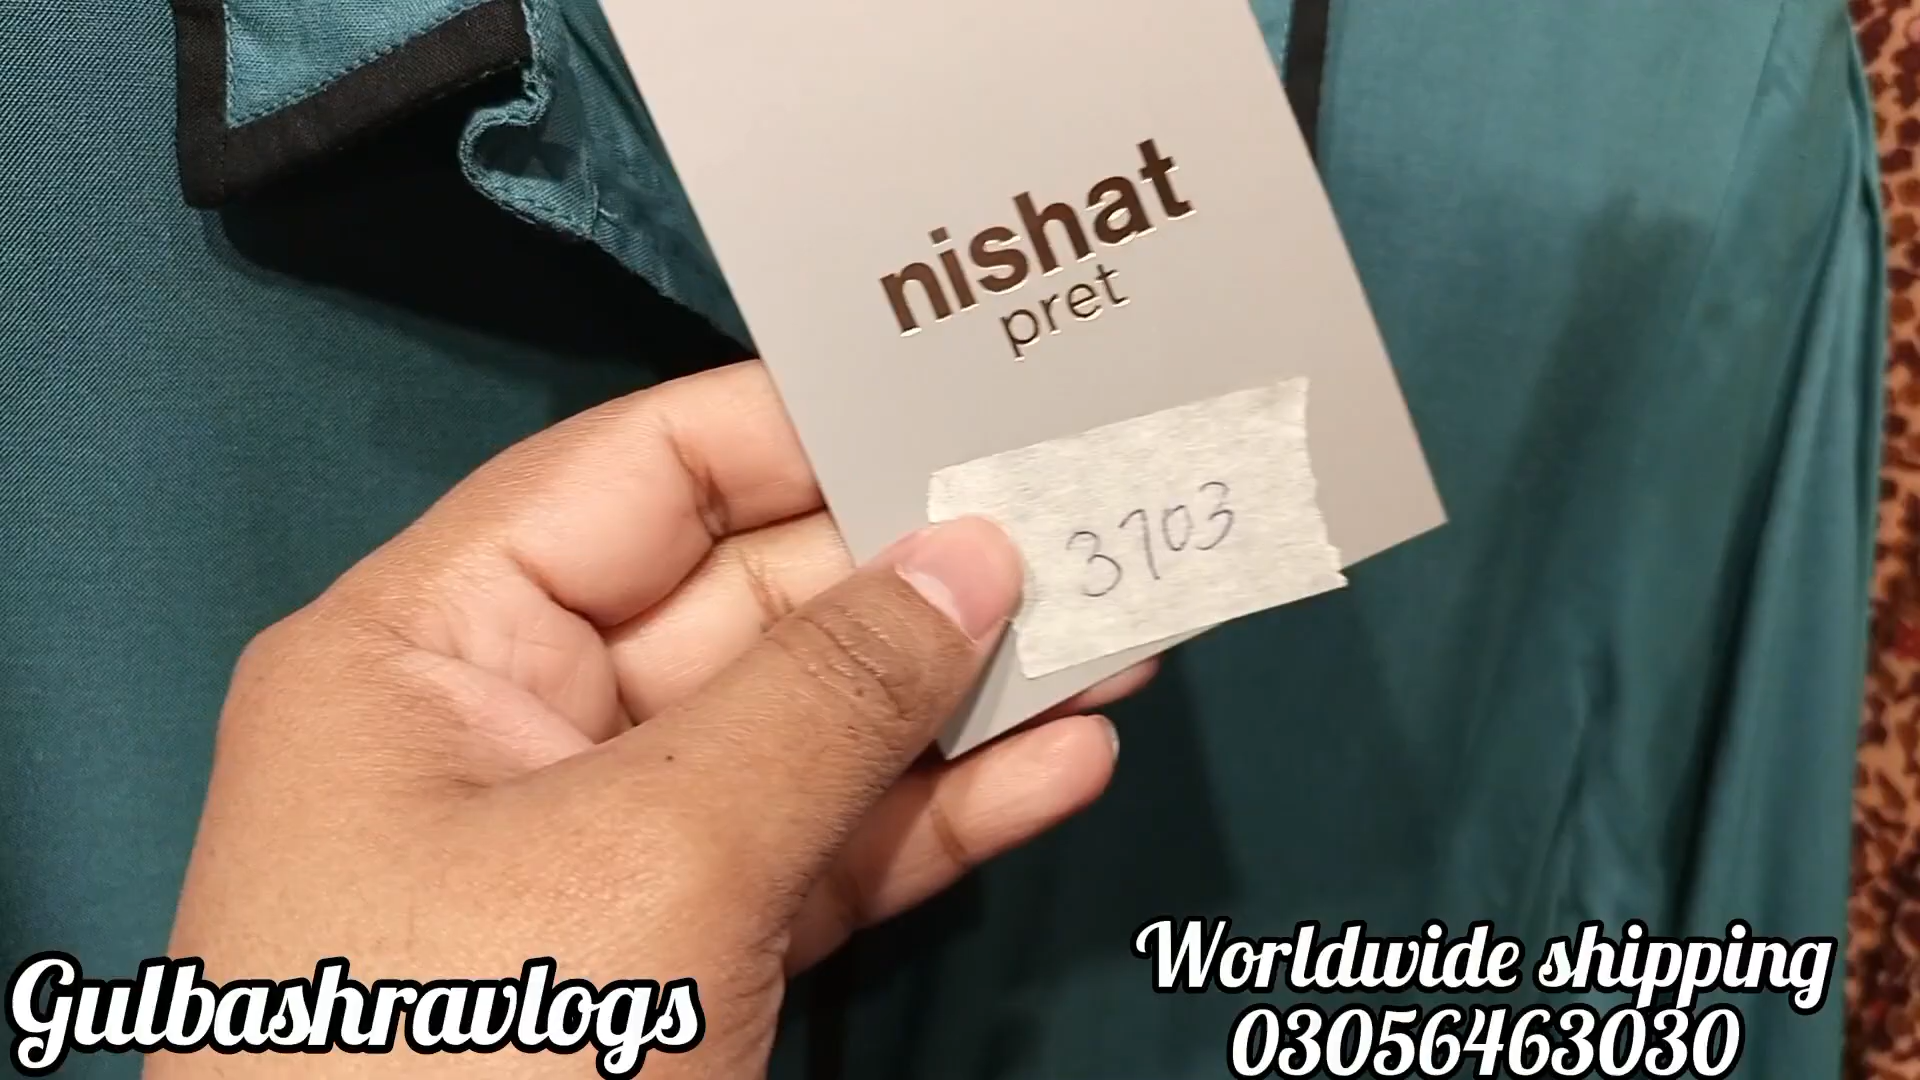 nishat
pret
3703
Gulbashravlogs
Worldwide shipping
03056463030